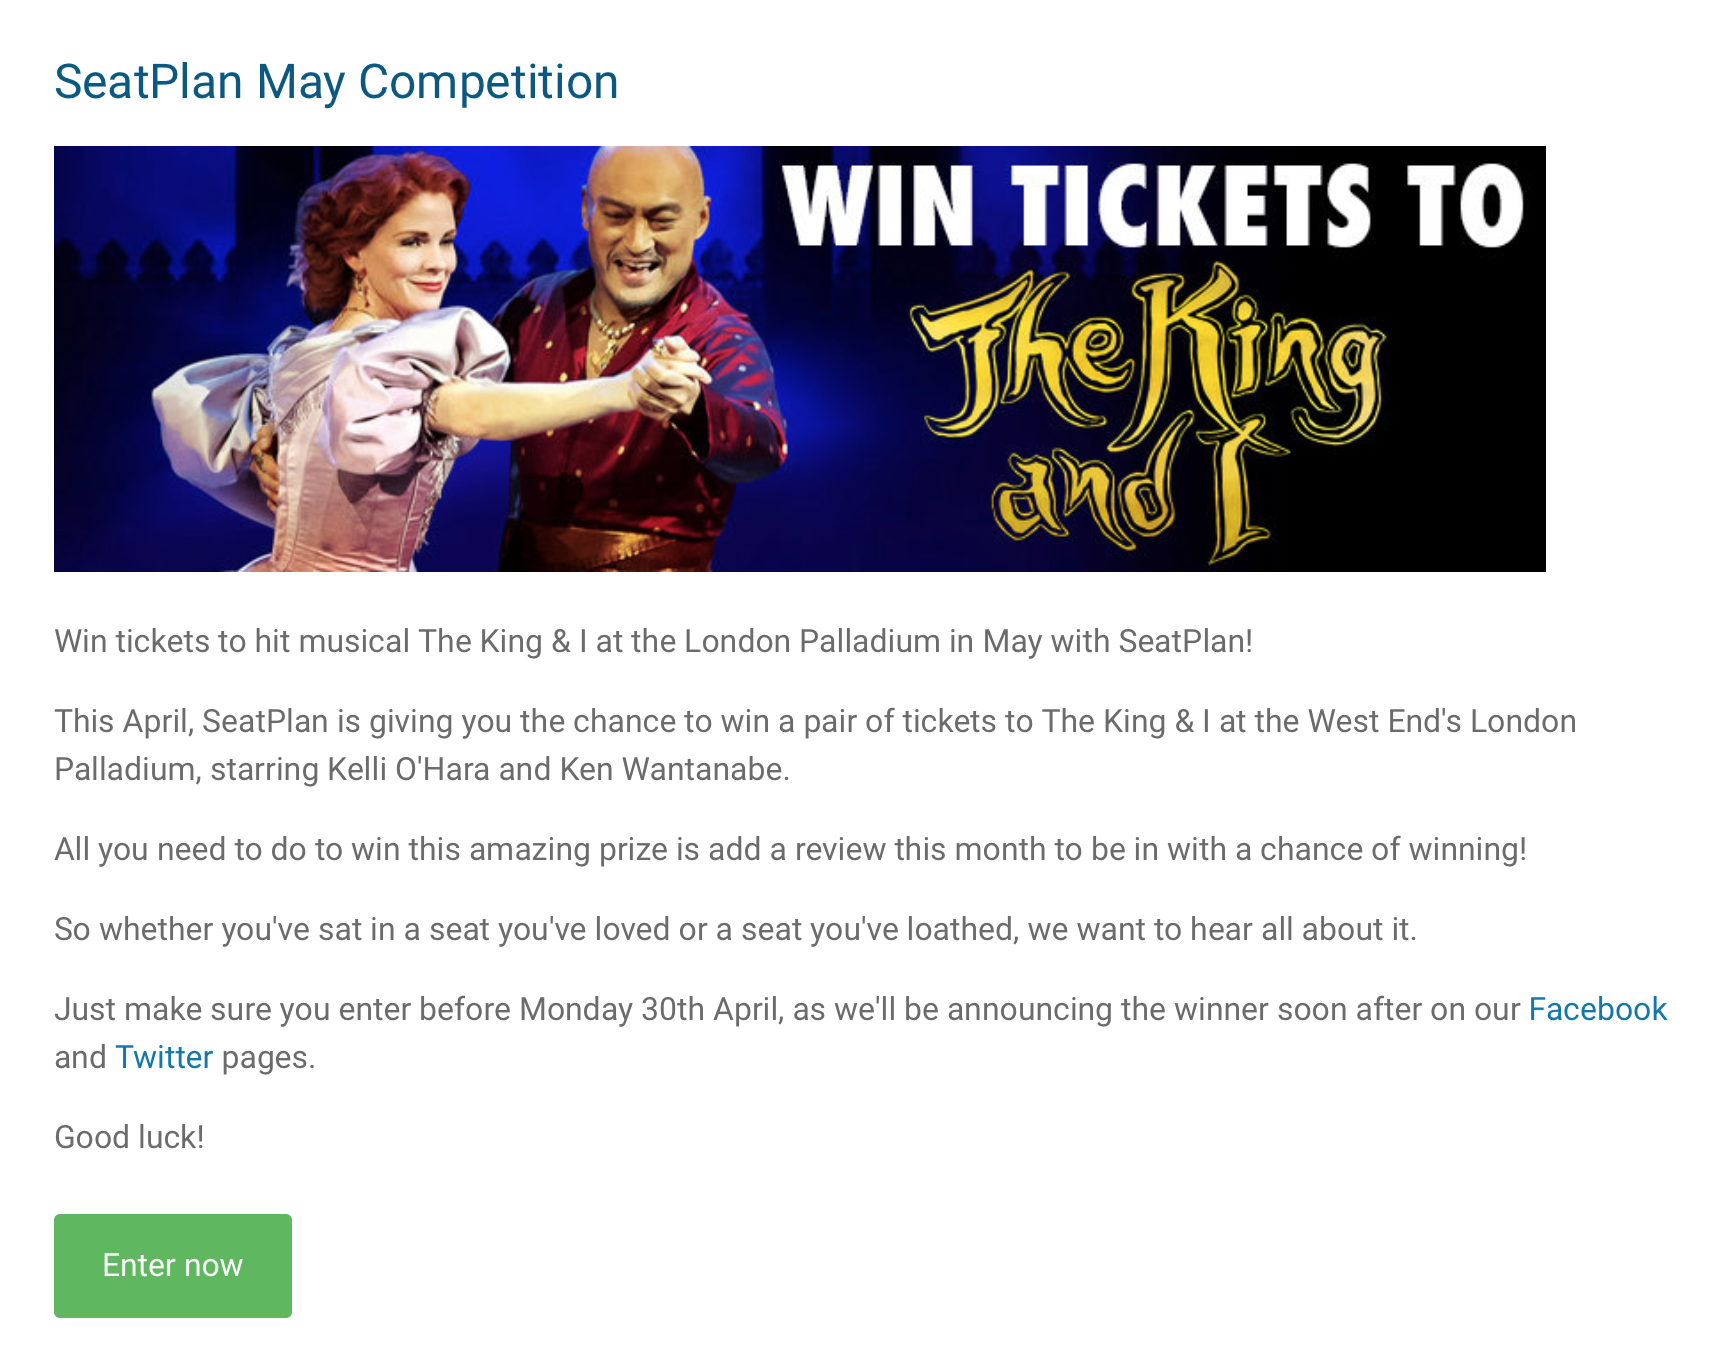 SeatPlan May Competition
WIN TICKETS TO
The King
and I
Win tickets to hit musical The King & I at the London Palladium in May with SeatPlan!
This April, SeatPlan is giving you the chance to win a pair of tickets to The King & I at the West End's London
Palladium, starring Kelli O'Hara and Ken Wantanabe.
All you need to do to win this amazing prize is add a review this month to be in with a chance of winning!
So whether you've sat in a seat you've loved or a seat you've loathed, we want to hear all about it.
Just make sure you enter before Monday 30th April, as we'll be announcing the winner soon after on our Facebook
and Twitter pages.
Good luck!
Enter now